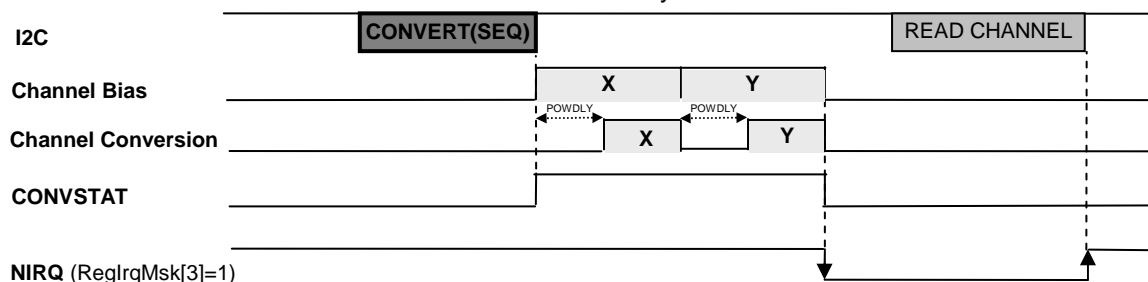 I2C CONVERT(SEQ) READ CHANNEL
Channel Bias X Y
POWDLY POWDLY
Channel Conversion X Y
CONVSTAT
NIRQ (RegIrqMsk[3]=1)